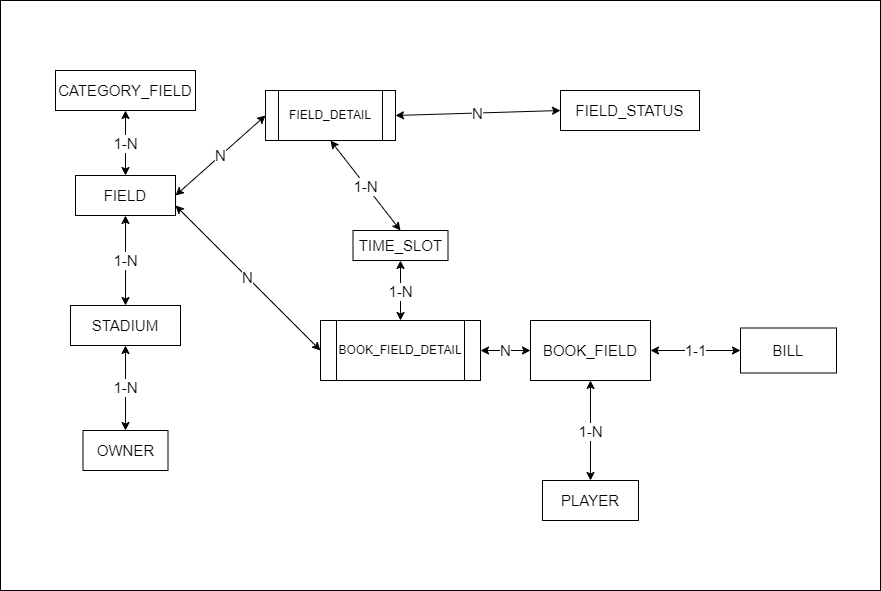 CATEGORY_FIELD
FIELD_DETAIL
N
FIELD_STATUS
1-N
N
1-N
FIELD
TIME_SLOT
1-N
N
1-N
STADIUM
BOOK_FIELD_DETAIL
N
BOOK_FIELD
1-1
BILL
1-N
1-N
OWNER
PLAYER